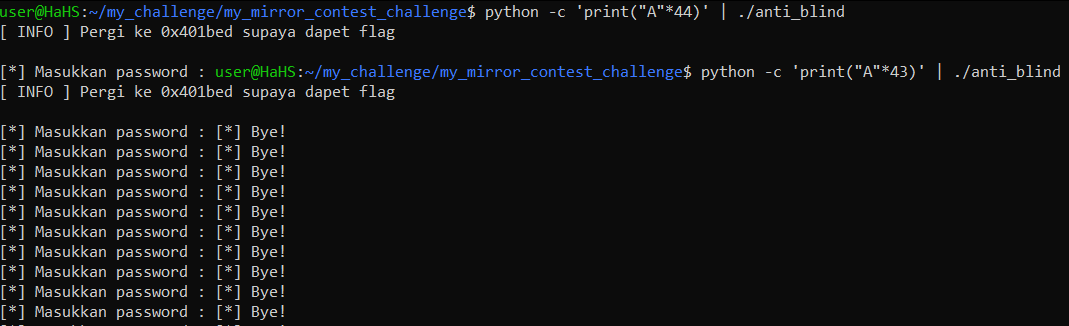 user@HaHS:~/my_challenge/my_mirror_contest_challenge$ python -c 'print("A"*44)' | ./anti_blind
[ INFO ] Pergi ke 0x401bed supaya dapet flag
[*] Masukkan password : user@HaHS:~/my_challenge/my_mirror_contest_challenge$ python -c 'print("A"*43)' | ./anti_blind
[ INFO ] Pergi ke 0x401bed supaya dapet flag
[*] Masukkan password : [*] Bye!
[*] Masukkan password : [*] Bye!
[*] Masukkan password : [*] Bye!
[*] Masukkan password : [*] Bye!
[*] Masukkan password : [*] Bye!
[*] Masukkan password : [*] Bye!
[*] Masukkan password : [*] Bye!
[*] Masukkan password : [*] Bye!
[*] Masukkan password : [*] Bye!
[*] Masukkan password : [*] Bye!